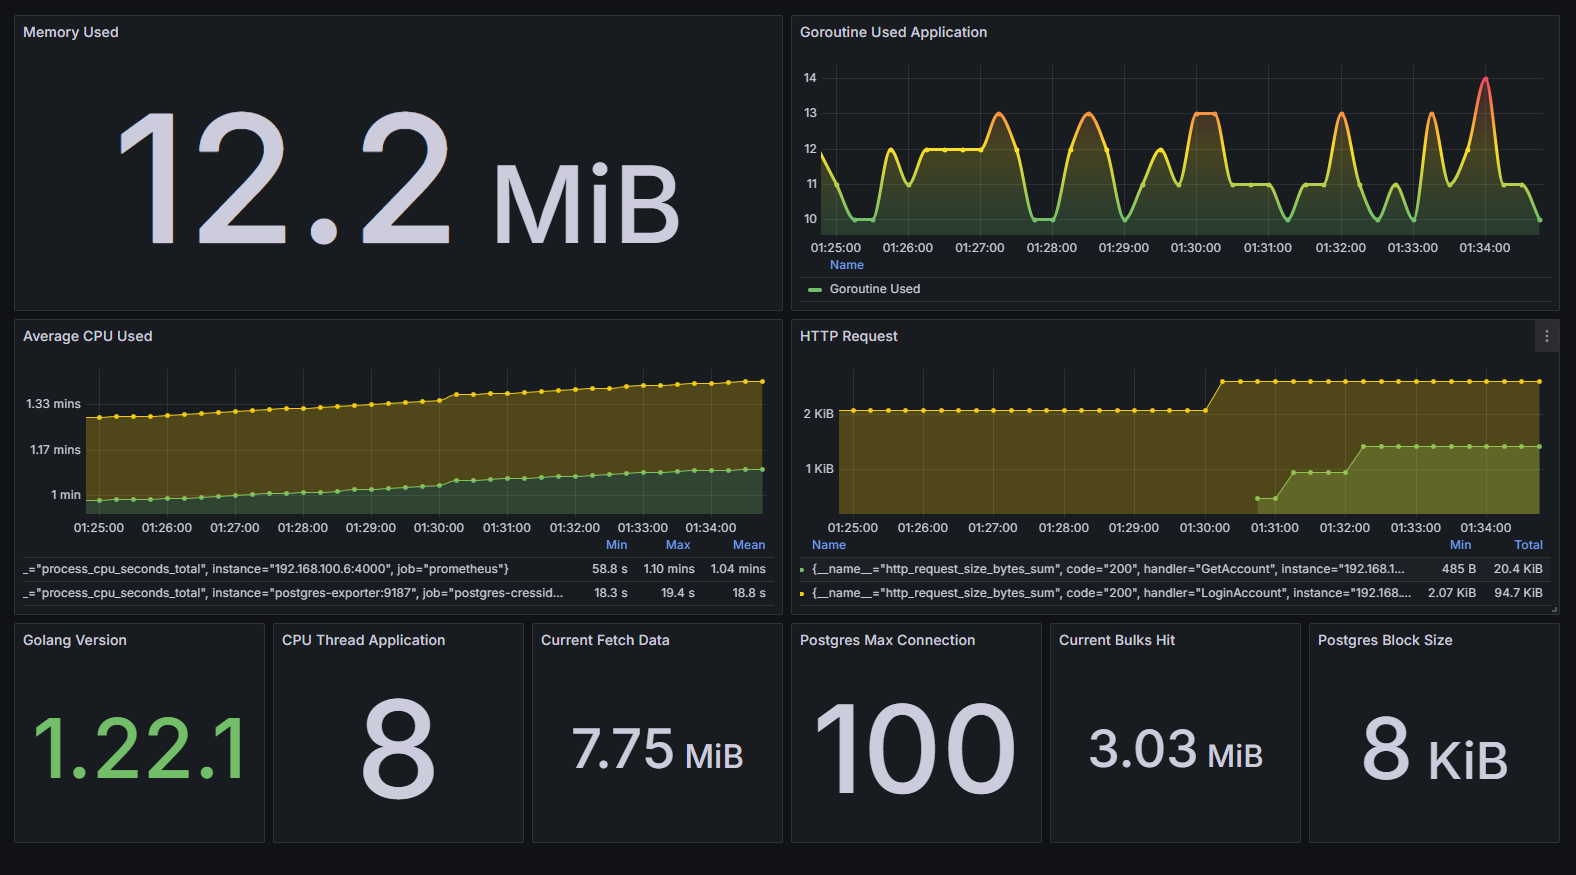 Memory Used
12.2 MiB
Goroutine Used Application
14
13
12
11
10
01:25:00 01:26:00 01:27:00 01:28:00 01:29:00 01:30:00 01:31:00 01:32:00 01:33:00 01:34:00
Name
Goroutine Used
Average CPU Used
1.33 mins
1.17 mins
1 min
01:25:00 01:26:00 01:27:00 01:28:00 01:29:00 01:30:00 01:31:00 01:32:00 01:33:00 01:34:00
Min Max Mean
_="process_cpu_seconds_total", instance="192.168.100.6:4000", job="prometheus"} 58.8 s 1.10 mins 1.04 mins
_="process_cpu_seconds_total", instance="postgres-exporter:9187", job="postgres-cressid... 18.3 s 19.4 s 18.8 s
HTTP Request
2 KiB
1 KiB
01:25:00 01:26:00 01:27:00 01:28:00 01:29:00 01:30:00 01:31:00 01:32:00 01:33:00 01:34:00
Name Min Total
{__name__="http_request_size_bytes_sum", code="200", handler="GetAccount", instance="192.168.1... 485 B 20.4 KiB
{__name__="http_request_size_bytes_sum", code="200", handler="LoginAccount", instance="192.168.... 2.07 KiB 94.7 KiB
Golang Version
1.22.1
CPU Thread Application
8
Current Fetch Data
7.75 MiB
Postgres Max Connection
100
Current Bulks Hit
3.03 MiB
Postgres Block Size
8 KiB